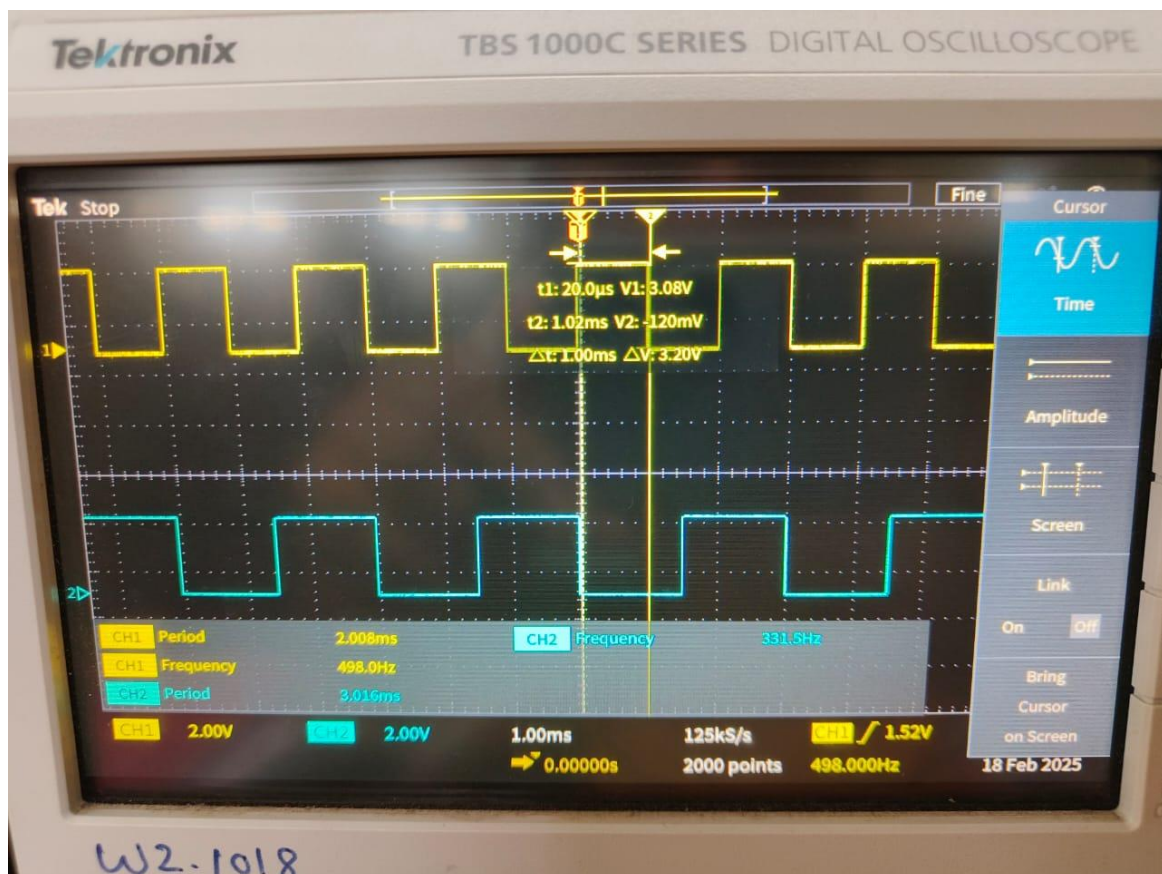 Tektronix TBS 1000C SERIES DIGITAL OSCILLOSCOPE
Tek Stop
Fine
Cursor
2
Time
t1: 20.0µs V1: 3.08V
t2: 1.02ms V2: -120mV
Δt: 1.00ms ΔV: 3.20V
1
Amplitude
Screen
Link
On Off
2
Bring
Cursor
on Screen
CH1 Period 2.008ms CH2 Frequency 331.5Hz
CH1 Frequency 498.0Hz
CH2 Period 3.016ms
CH1 2.00V CH2 2.00V 1.00ms 125kS/s CH1 1.52V
0.00000s 2000 points 498.000Hz 18 Feb 2025
W2.1018